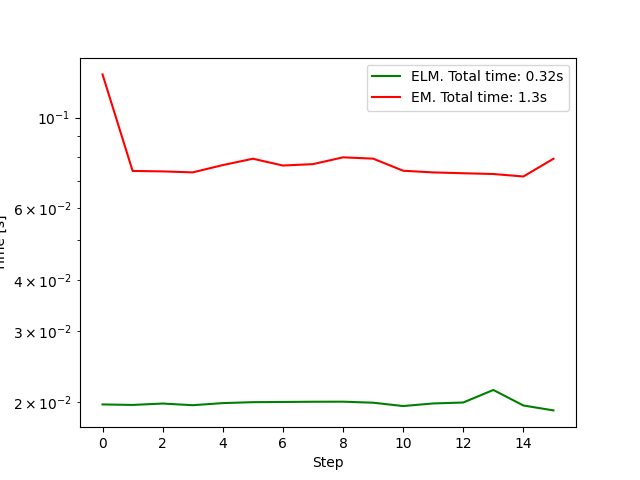 ELM. Total time: 0.32s
EM. Total time: 1.3s
10⁻¹
6 × 10⁻²
4 × 10⁻²
3 × 10⁻²
2 × 10⁻²
0 2 4 6 8 10 12 14
Step